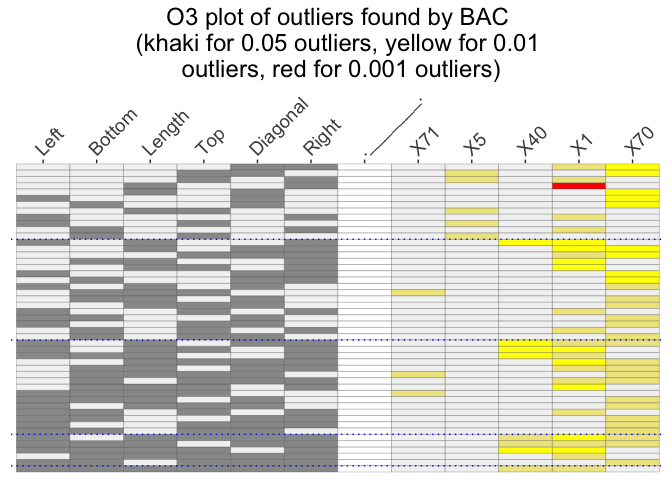 O3 plot of outliers found by BAC
(khaki for 0.05 outliers, yellow for 0.01
outliers, red for 0.001 outliers)
Left Bottom Length Top Diagonal Right . _____. X71 X5 X40 X1 X70